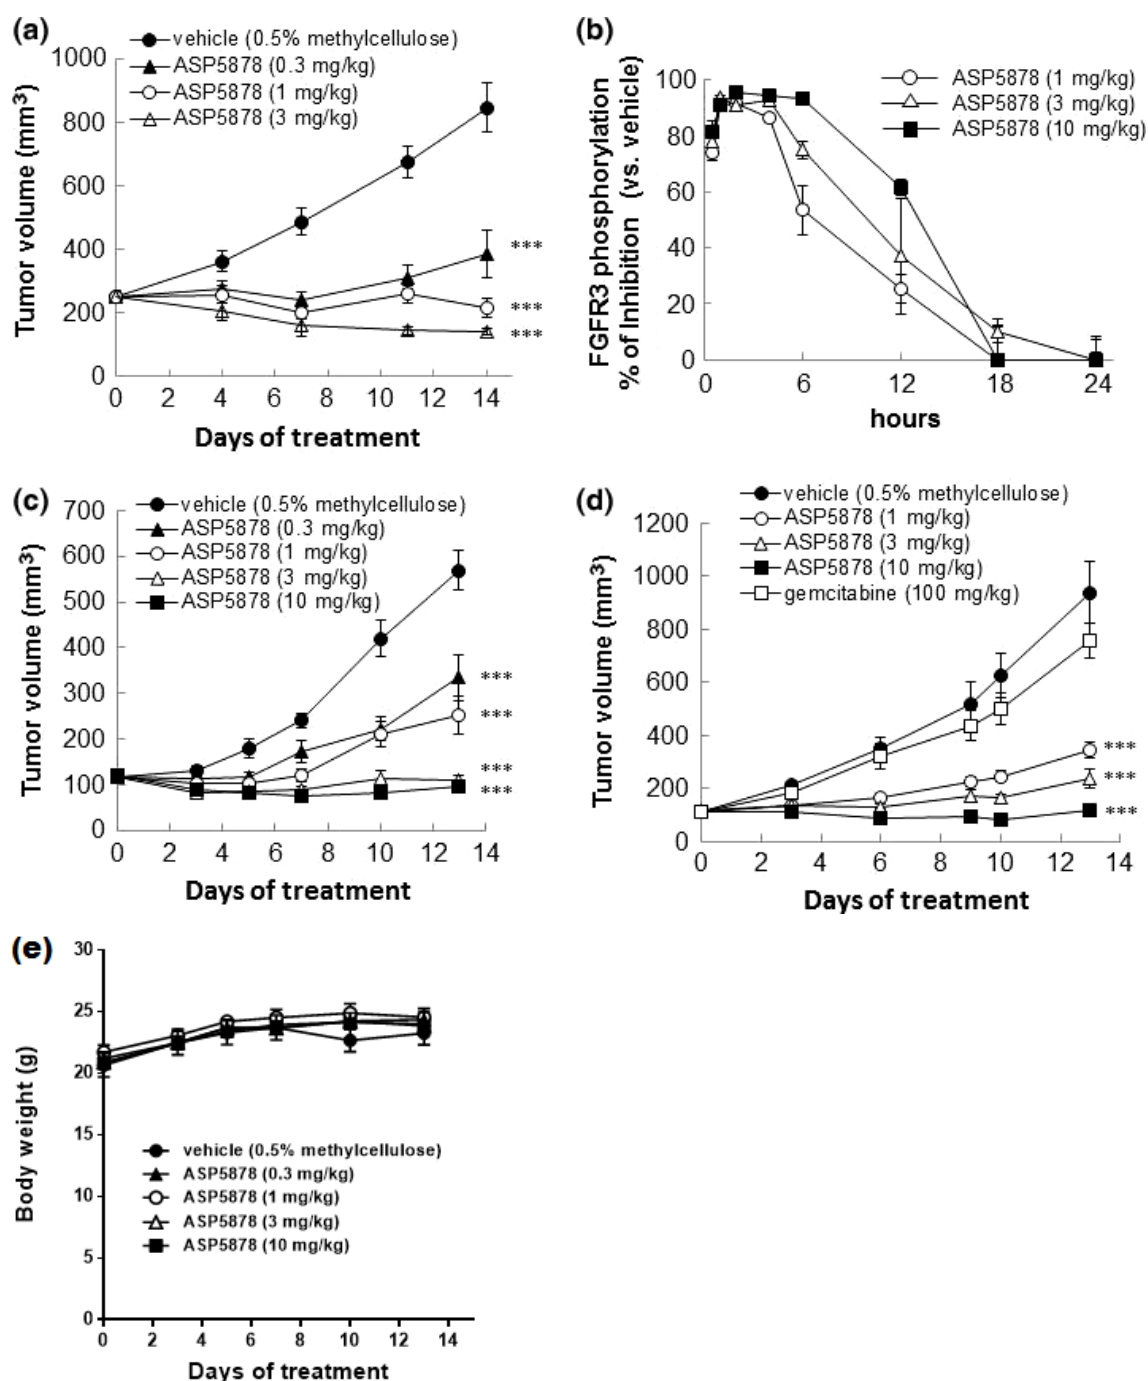 (a)
vehicle (0.5% methylcellulose)
ASP5878 (0.3 mg/kg)
ASP5878 (1 mg/kg)
ASP5878 (3 mg/kg)
Tumor volume (mm³)
1000
800
600
400
200
0
***
***
***
0 2 4 6 8 10 12 14
Days of treatment
(b)
ASP5878 (1 mg/kg)
ASP5878 (3 mg/kg)
ASP5878 (10 mg/kg)
FGFR3 phosphorylation
% of Inhibition (vs. vehicle)
100
80
60
40
20
0
0 6 12 18 24
hours
(c)
vehicle (0.5% methylcellulose)
ASP5878 (0.3 mg/kg)
ASP5878 (1 mg/kg)
ASP5878 (3 mg/kg)
ASP5878 (10 mg/kg)
Tumor volume (mm³)
700
600
500
400
300
200
100
0
***
***
***
***
0 2 4 6 8 10 12 14
Days of treatment
(d)
vehicle (0.5% methylcellulose)
ASP5878 (1 mg/kg)
ASP5878 (3 mg/kg)
ASP5878 (10 mg/kg)
gemcitabine (100 mg/kg)
Tumor volume (mm³)
1200
1000
800
600
400
200
0
***
***
***
0 2 4 6 8 10 12 14
Days of treatment
(e)
Body weight (g)
30
25
20
15
10
5
0
vehicle (0.5% methylcellulose)
ASP5878 (0.3 mg/kg)
ASP5878 (1 mg/kg)
ASP5878 (3 mg/kg)
ASP5878 (10 mg/kg)
0 2 4 6 8 10 12 14
Days of treatment